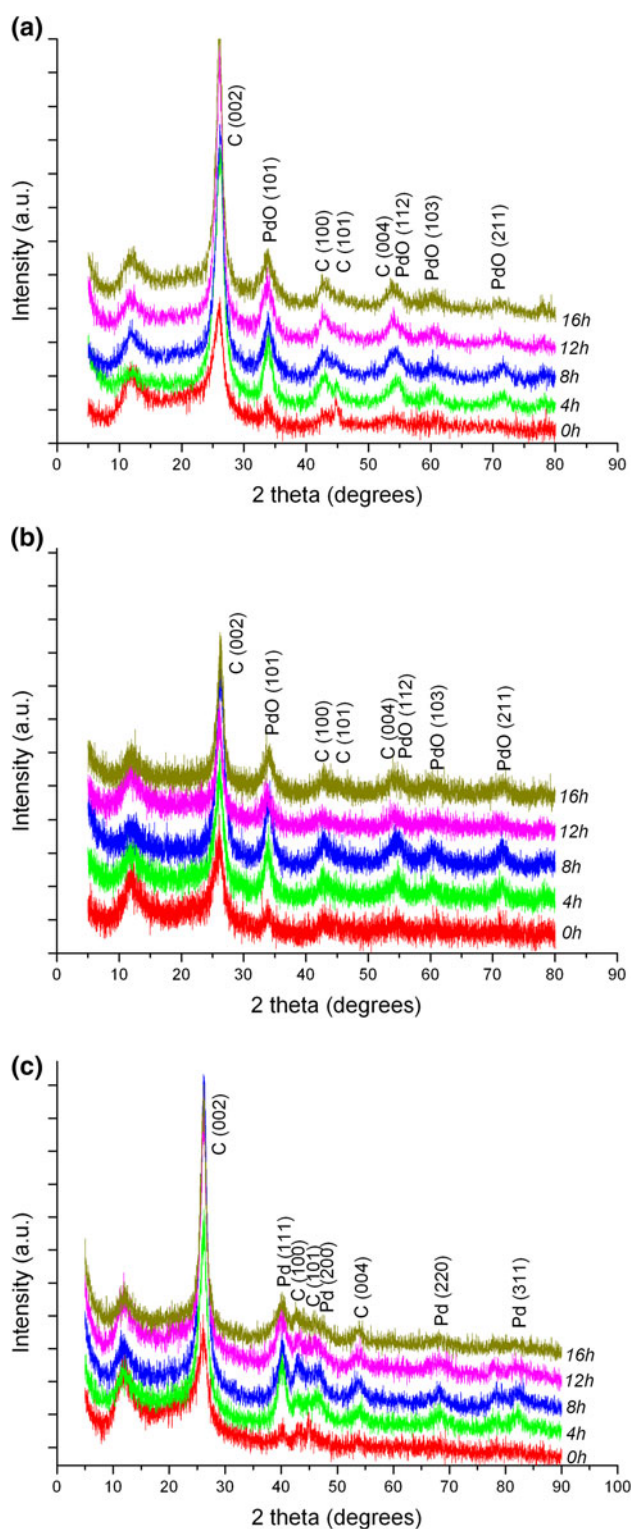 (a)
Intensity (a.u.)
C (002)
PdO (101)
C (100)
C (101)
C (004)
PdO (112)
PdO (103)
PdO (211)
16h
12h
8h
4h
0h
0 10 20 30 40 50 60 70 80 90
2 theta (degrees)
(b)
Intensity (a.u.)
C (002)
PdO (101)
C (100)
C (101)
C (004)
PdO (112)
PdO (103)
PdO (211)
16h
12h
8h
4h
0h
0 10 20 30 40 50 60 70 80 90
2 theta (degrees)
(c)
Intensity (a.u.)
C (002)
Pd (111)
C (100)
C (101)
Pd (200)
C (004)
Pd (220)
Pd (311)
16h
12h
8h
4h
0h
0 10 20 30 40 50 60 70 80 90 100
2 theta (degrees)